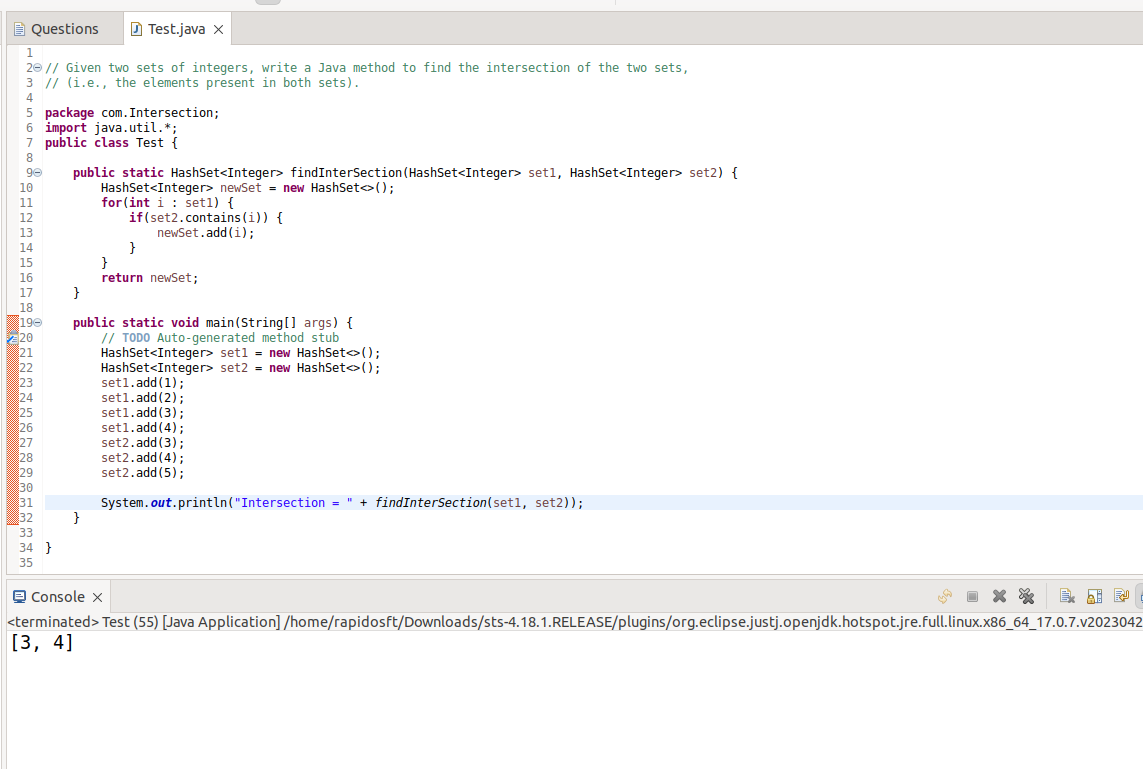 Questions
Test.java
1
2 // Given two sets of integers, write a Java method to find the intersection of the two sets,
3 // (i.e., the elements present in both sets).
4
5 package com.Intersection;
6 import java.util.*;
7 public class Test {
8
9     public static HashSet<Integer> findInterSection(HashSet<Integer> set1, HashSet<Integer> set2) {
10         HashSet<Integer> newSet = new HashSet<>();
11         for(int i : set1) {
12             if(set2.contains(i)) {
13                 newSet.add(i);
14             }
15         }
16         return newSet;
17     }
18
19     public static void main(String[] args) {
20         // TODO Auto-generated method stub
21         HashSet<Integer> set1 = new HashSet<>();
22         HashSet<Integer> set2 = new HashSet<>();
23         set1.add(1);
24         set1.add(2);
25         set1.add(3);
26         set1.add(4);
27         set2.add(3);
28         set2.add(4);
29         set2.add(5);
30
31         System.out.println("Intersection = " + findInterSection(set1, set2));
32     }
33
34 }
35
Console
<terminated> Test (55) [Java Application] /home/rapidosoft/Downloads/sts-4.18.1.RELEASE/plugins/org.eclipse.justj.openjdk.hotspot.jre.full.linux.x86_64_17.0.7.v2023042
[3, 4]